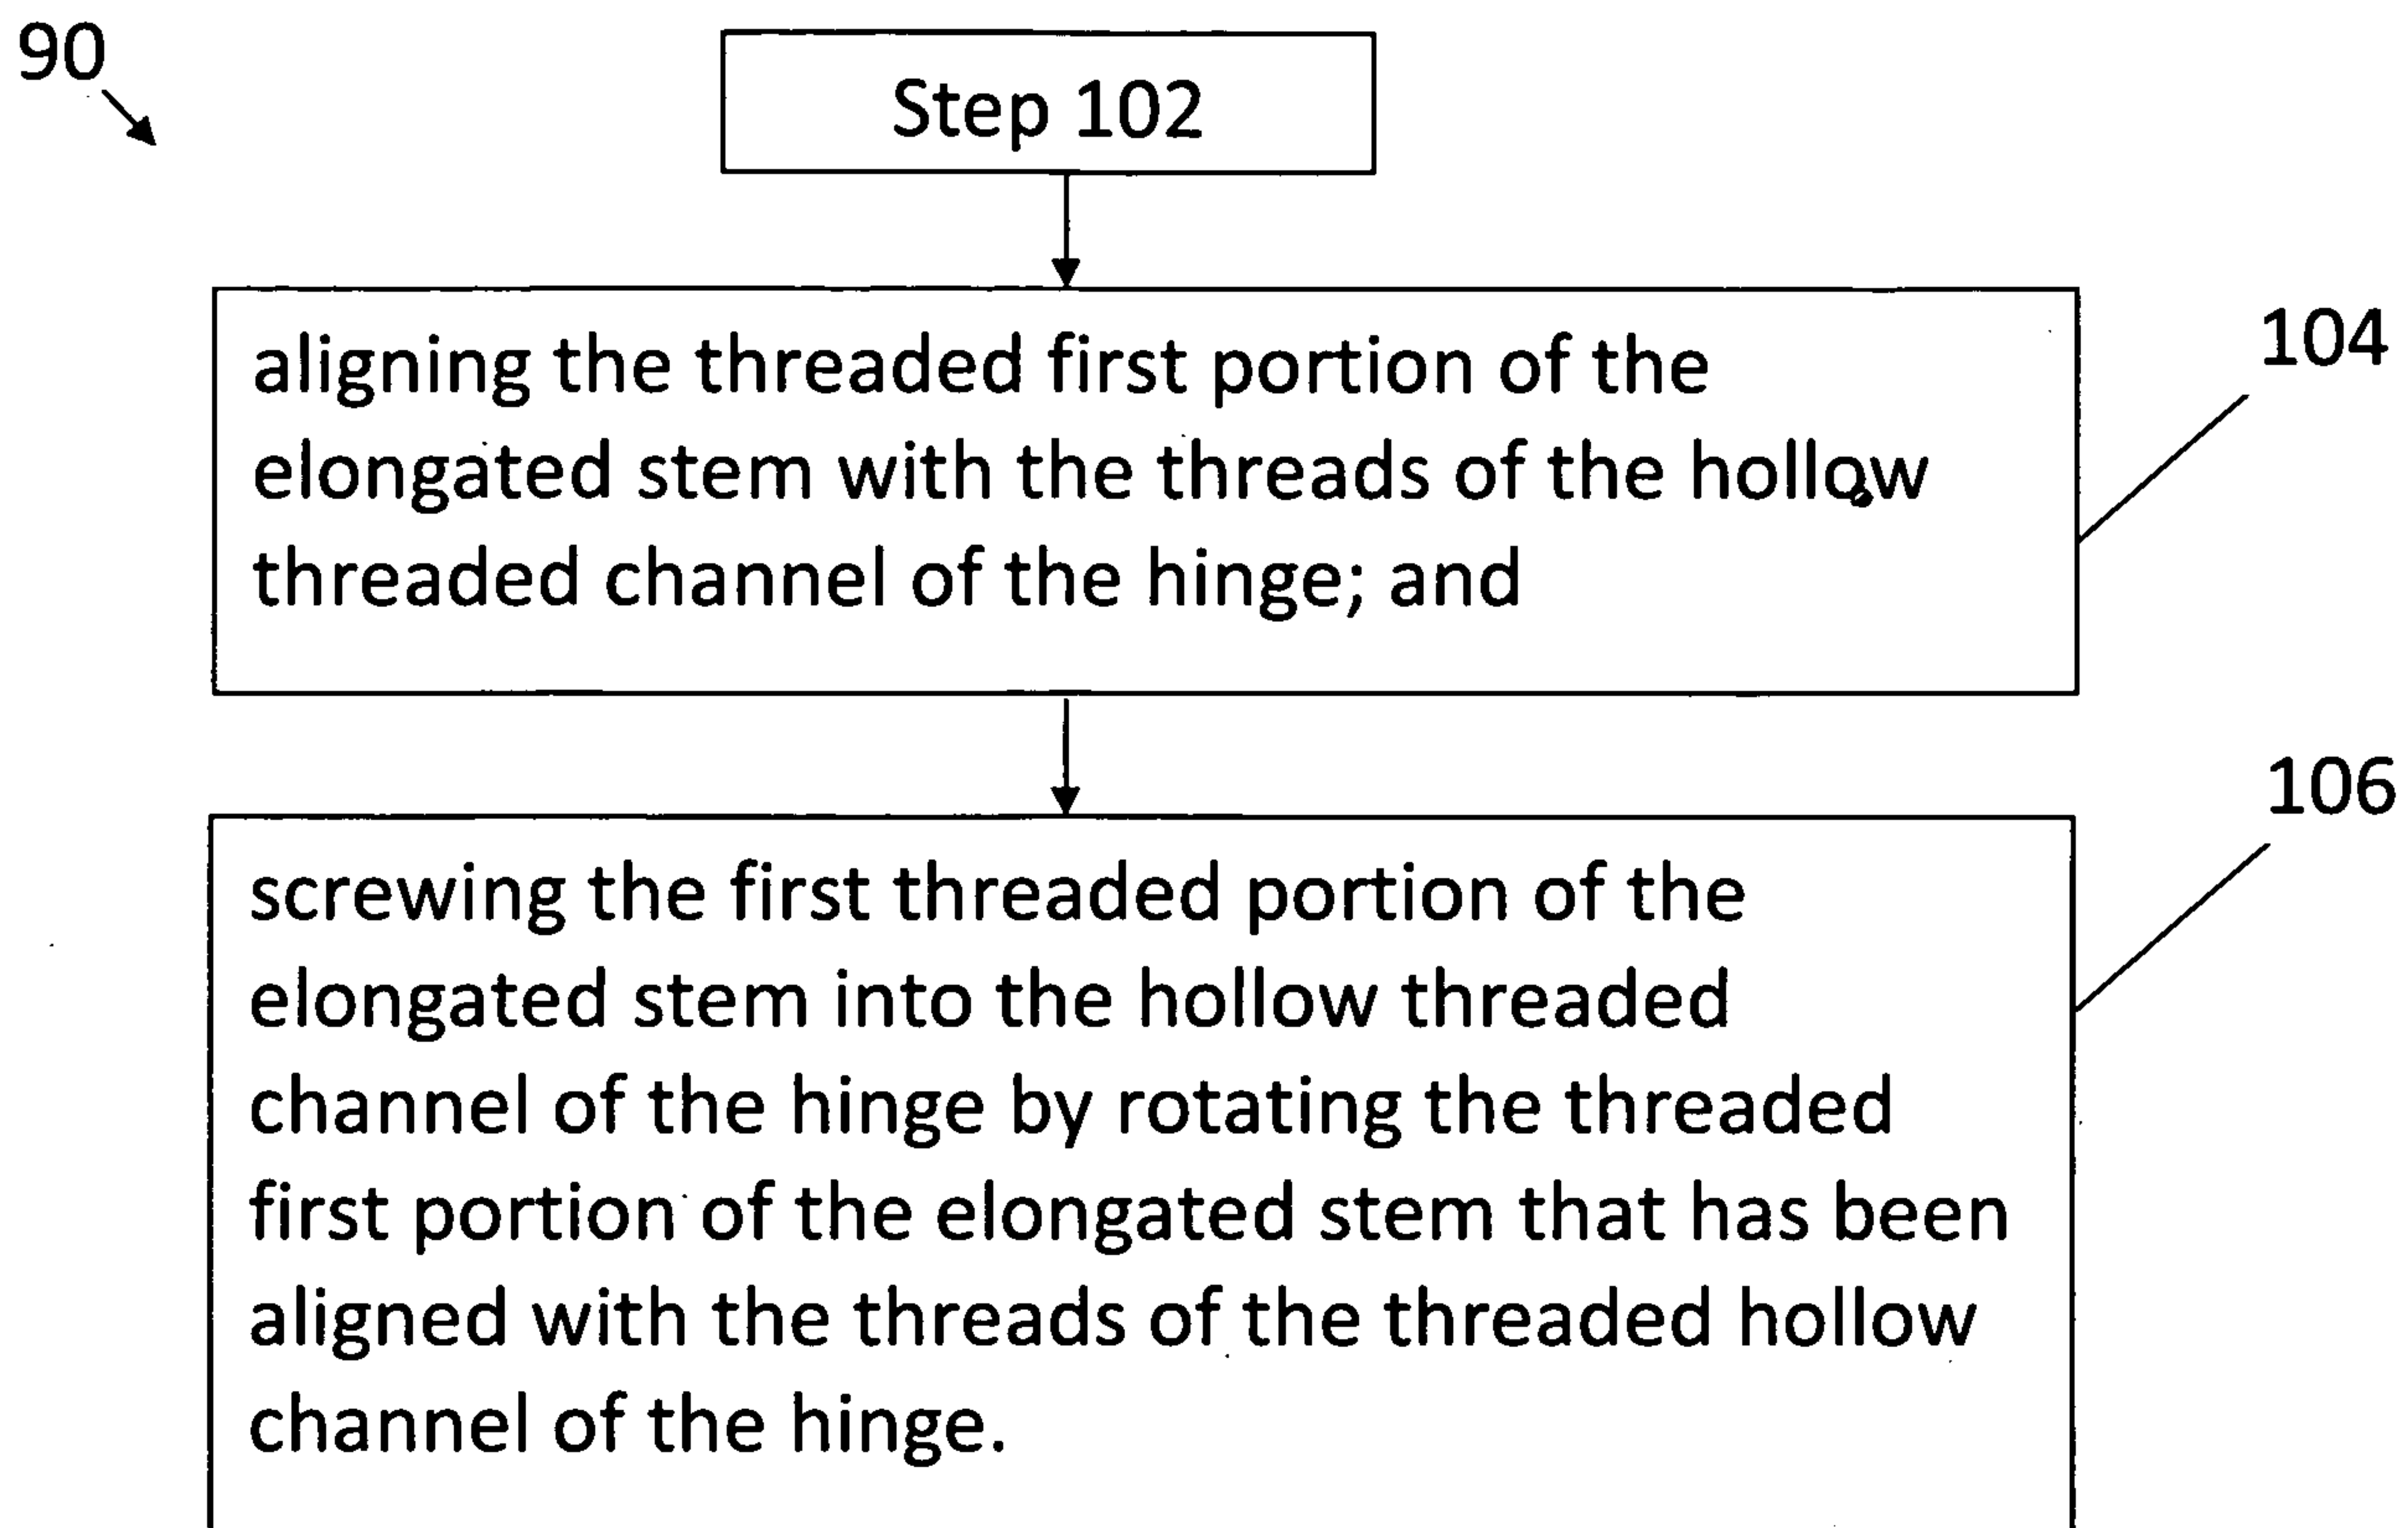 90
Step 102
aligning the threaded first portion of the
elongated stem with the threads of the hollow
threaded channel of the hinge; and
104
106
screwing the first threaded portion of the
elongated stem into the hollow threaded
channel of the hinge by rotating the threaded
first portion of the elongated stem that has been
aligned with the threads of the threaded hollow
channel of the hinge.